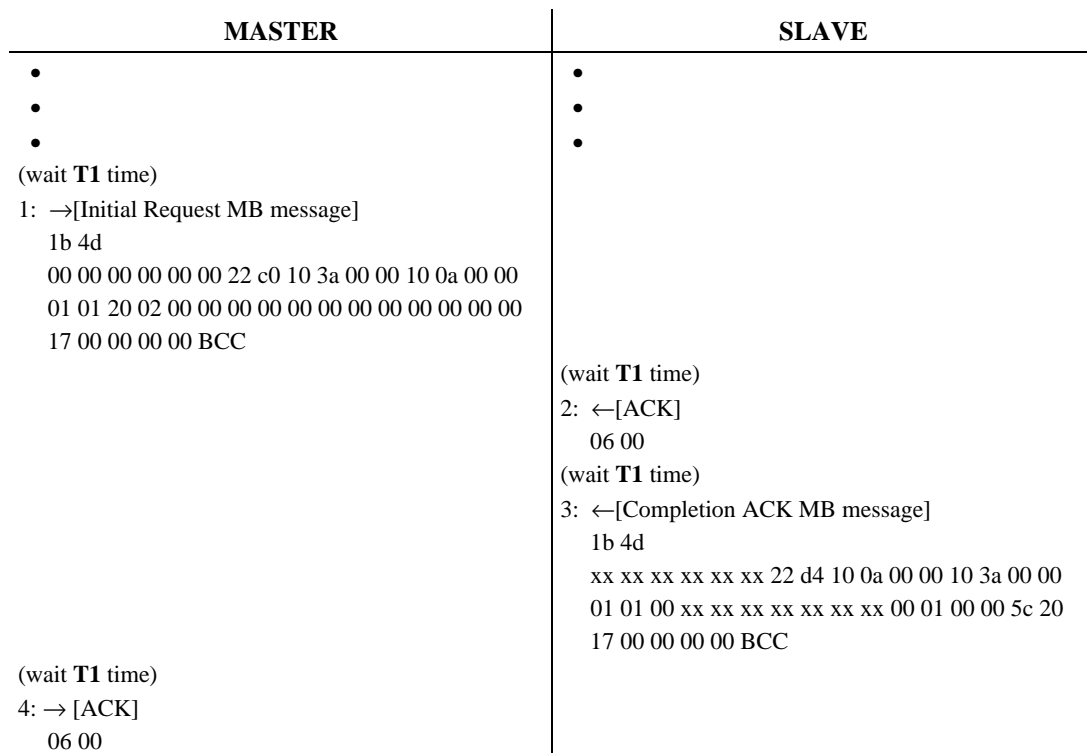 MASTER
SLAVE
•
•
•
•
•
•
(wait T1 time)
1: →[Initial Request MB message]
1b 4d
00 00 00 00 00 00 22 c0 10 3a 00 00 10 0a 00 00
01 01 20 02 00 00 00 00 00 00 00 00 00 00 00 00
17 00 00 00 00 BCC
(wait T1 time)
2: ←[ACK]
06 00
(wait T1 time)
3: ←[Completion ACK MB message]
1b 4d
xx xx xx xx xx xx 22 d4 10 0a 00 00 10 3a 00 00
01 01 00 xx xx xx xx xx xx xx 00 01 00 00 5c 20
17 00 00 00 00 BCC
(wait T1 time)
4: → [ACK]
06 00